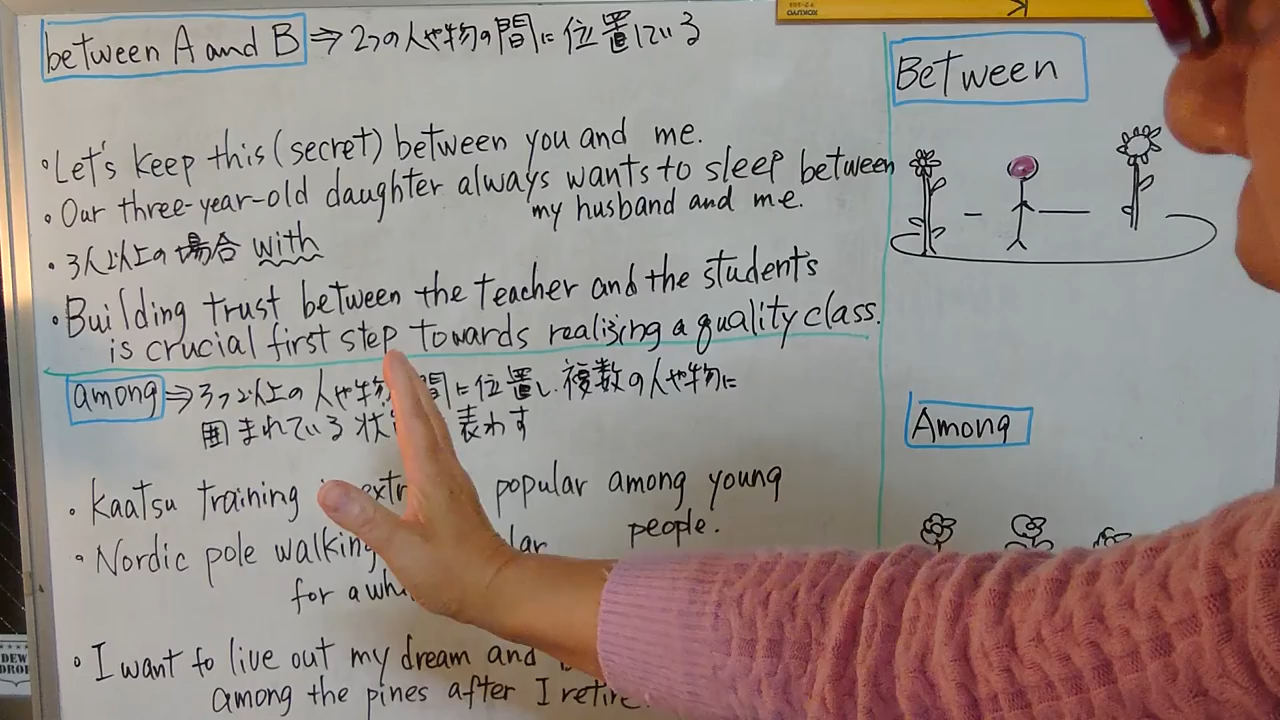 between A and B ⇒ 2つの人や物の間に位置している
・Let's keep this (secret) between you and me.
・Our three-year-old daughter always wants to sleep between
my husband and me.
・3人以上の場合 with
・Building trust between the teacher and the students
is crucial first step towards realising a quality class.
among ⇒ 3つ以上の人や物 間に位置し、複数の人や物に
囲まれている状 表わす
・Kaatsu training popular among young
people.
・Nordic pole walking
for a
・I want to live out my dream and
among the pines after I retire
Between
Among
KOKUYO
DEW
DROP